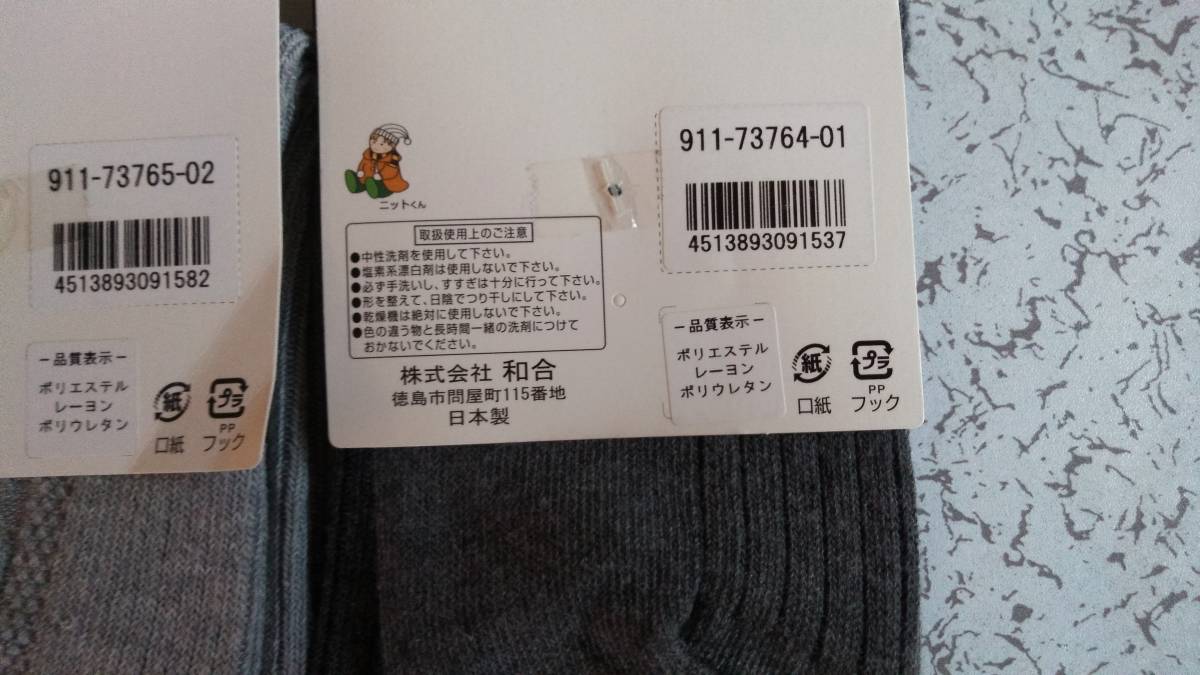 911-73765-02
4513893091582
-品質表示-
ポリエステル
レーヨン
ポリウレタン
紙
口紙
プラ
PP
フック
ニットくん
取扱使用上のご注意
●中性洗剤を使用して下さい。
●塩素系漂白剤は使用しないで下さい。
●必ず手洗いし、すすぎは十分に行って下さい。
●形を整えて、日陰でつり干しにして下さい。
●乾燥機は絶対に使用しないで下さい。
●色の違う物と長時間一緒の洗剤につけて
おかないでください。
株式会社 和合
徳島市問屋町115番地
日本製
911-73764-01
4513893091537
-品質表示-
ポリエステル
レーヨン
ポリウレタン
紙
口紙
プラ
PP
フック